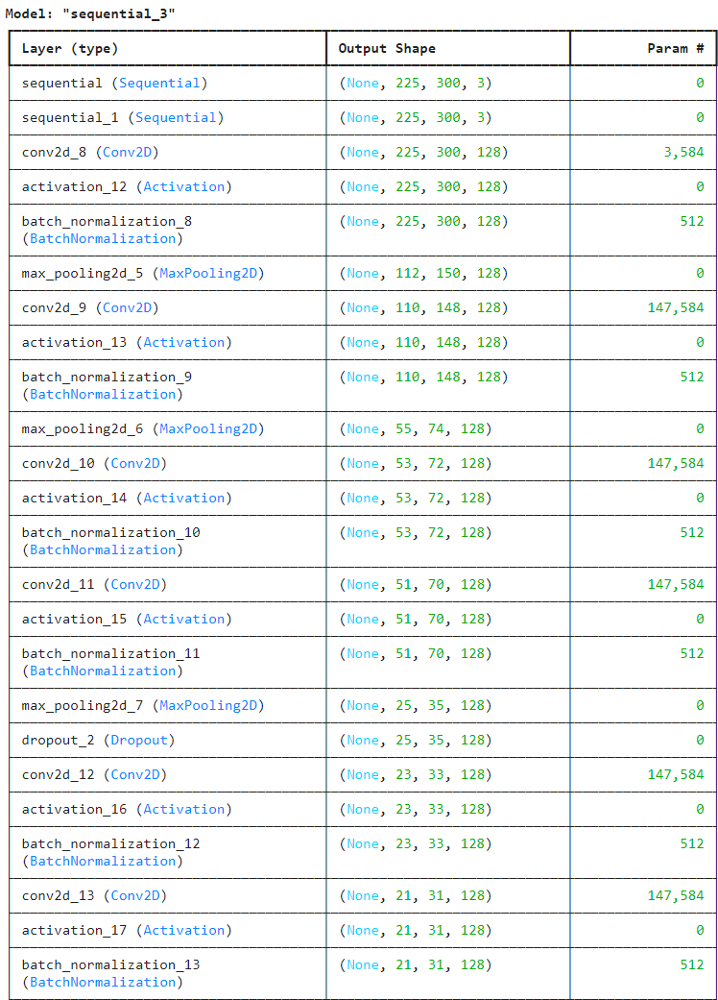 Model: "sequential_3"
Layer (type) Output Shape Param #
sequential (Sequential) (None, 225, 300, 3) 0
sequential_1 (Sequential) (None, 225, 300, 3) 0
conv2d_8 (Conv2D) (None, 225, 300, 128) 3,584
activation_12 (Activation) (None, 225, 300, 128) 0
batch_normalization_8 (None, 225, 300, 128) 512
(BatchNormalization)
max_pooling2d_5 (MaxPooling2D) (None, 112, 150, 128) 0
conv2d_9 (Conv2D) (None, 110, 148, 128) 147,584
activation_13 (Activation) (None, 110, 148, 128) 0
batch_normalization_9 (None, 110, 148, 128) 512
(BatchNormalization)
max_pooling2d_6 (MaxPooling2D) (None, 55, 74, 128) 0
conv2d_10 (Conv2D) (None, 53, 72, 128) 147,584
activation_14 (Activation) (None, 53, 72, 128) 0
batch_normalization_10 (None, 53, 72, 128) 512
(BatchNormalization)
conv2d_11 (Conv2D) (None, 51, 70, 128) 147,584
activation_15 (Activation) (None, 51, 70, 128) 0
batch_normalization_11 (None, 51, 70, 128) 512
(BatchNormalization)
max_pooling2d_7 (MaxPooling2D) (None, 25, 35, 128) 0
dropout_2 (Dropout) (None, 25, 35, 128) 0
conv2d_12 (Conv2D) (None, 23, 33, 128) 147,584
activation_16 (Activation) (None, 23, 33, 128) 0
batch_normalization_12 (None, 23, 33, 128) 512
(BatchNormalization)
conv2d_13 (Conv2D) (None, 21, 31, 128) 147,584
activation_17 (Activation) (None, 21, 31, 128) 0
batch_normalization_13 (None, 21, 31, 128) 512
(BatchNormalization)